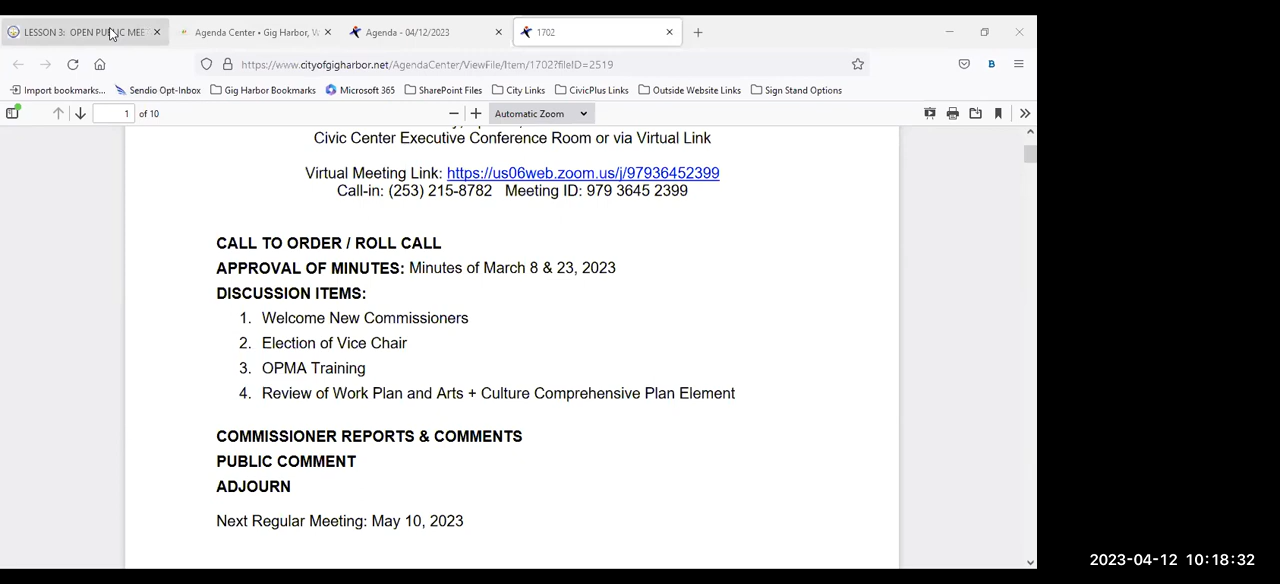 LESSON 3: OPEN PUBLIC MEET
Agenda Center • Gig Harbor, W
Agenda - 04/12/2023
1702
https://www.cityofgigharbor.net/AgendaCenter/ViewFile/Item/1702?fileID=2519
B
Import bookmarks...
Sendio Opt-Inbox
Gig Harbor Bookmarks
Microsoft 365
SharePoint Files
City Links
CivicPlus Links
Outside Website Links
Sign Stand Options
1 of 10
Automatic Zoom
Civic Center Executive Conference Room or via Virtual Link
Virtual Meeting Link: https://us06web.zoom.us/j/97936452399
Call-in: (253) 215-8782 Meeting ID: 979 3645 2399
CALL TO ORDER / ROLL CALL
APPROVAL OF MINUTES: Minutes of March 8 & 23, 2023
DISCUSSION ITEMS:
1. Welcome New Commissioners
2. Election of Vice Chair
3. OPMA Training
4. Review of Work Plan and Arts + Culture Comprehensive Plan Element
COMMISSIONER REPORTS & COMMENTS
PUBLIC COMMENT
ADJOURN
Next Regular Meeting: May 10, 2023
2023-04-12 10:18:32